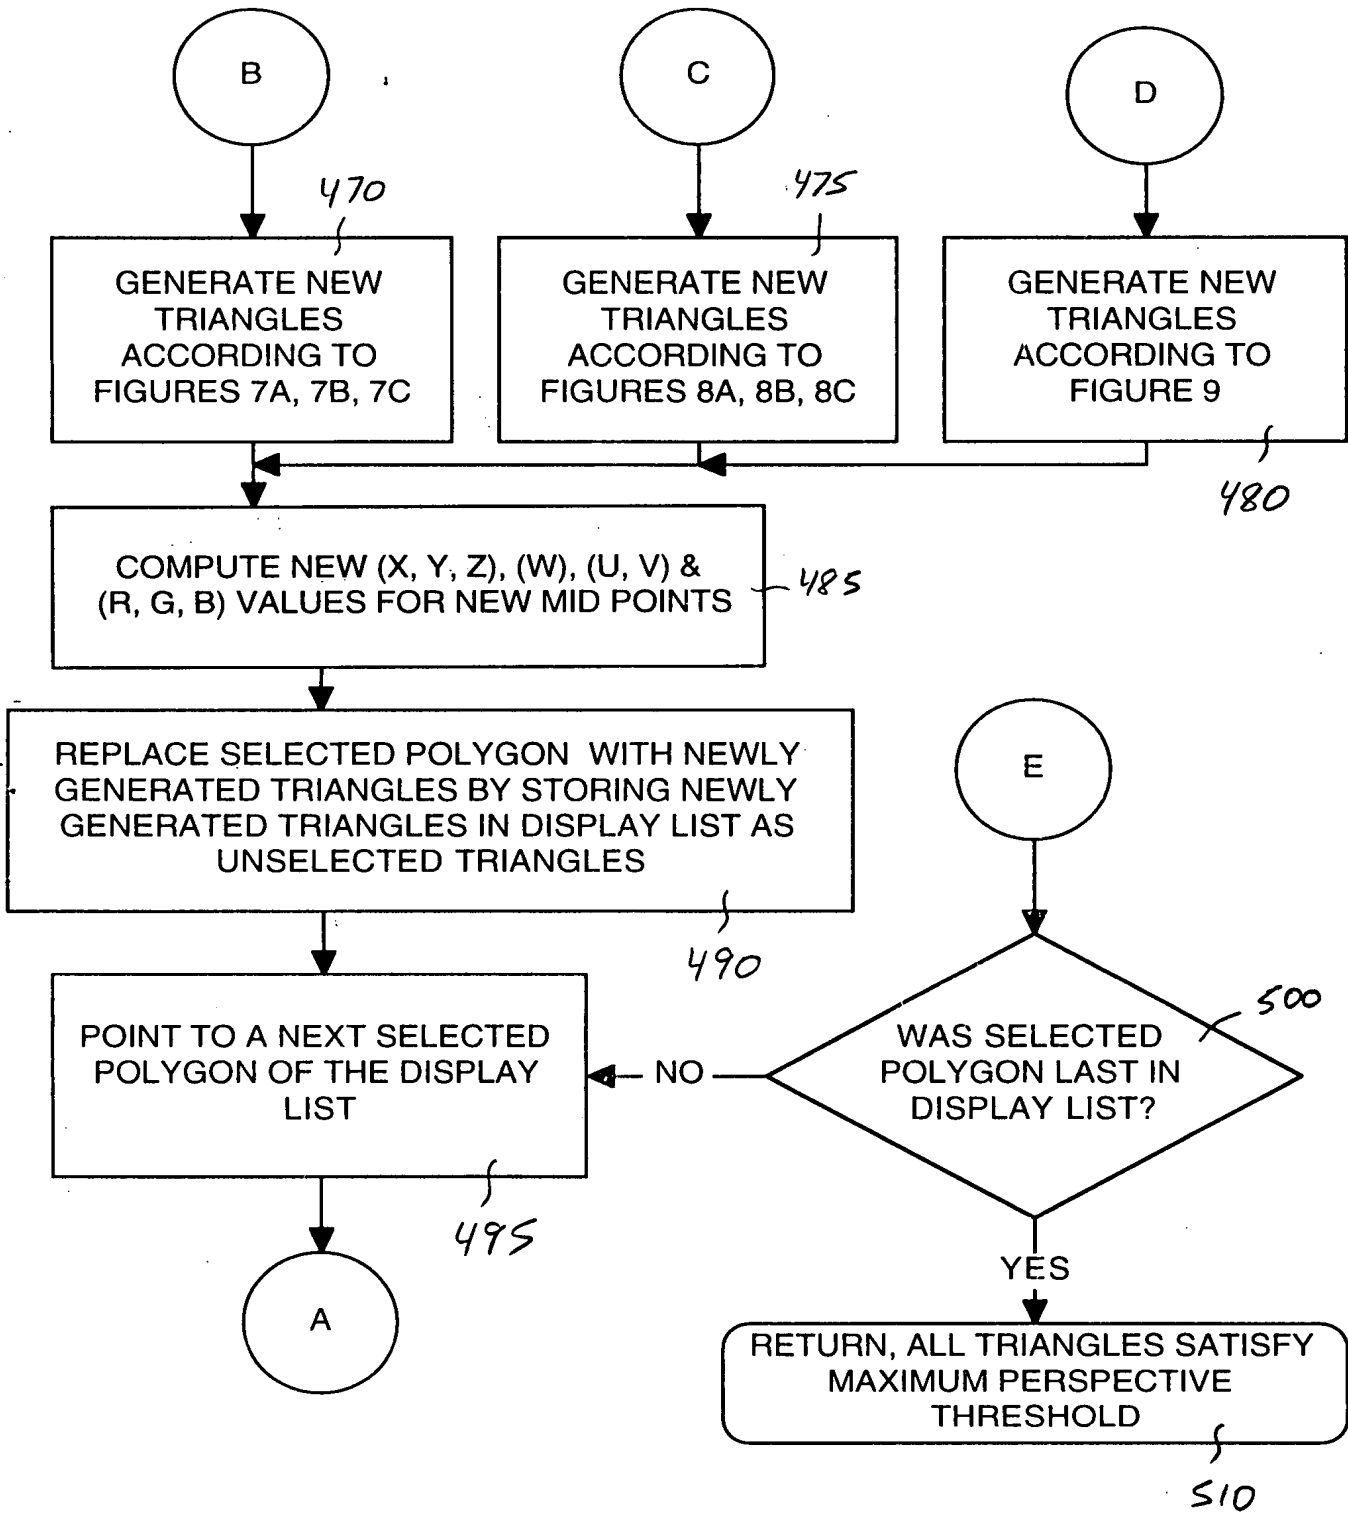 B
C
D
470
475
GENERATE NEW
TRIANGLES
ACCORDING TO
FIGURES 7A, 7B, 7C
GENERATE NEW
TRIANGLES
ACCORDING TO
FIGURES 8A, 8B, 8C
GENERATE NEW
TRIANGLES
ACCORDING TO
FIGURE 9
480
COMPUTE NEW (X, Y, Z), (W), (U, V) &
(R, G, B) VALUES FOR NEW MID POINTS
485
REPLACE SELECTED POLYGON WITH NEWLY
GENERATED TRIANGLES BY STORING NEWLY
GENERATED TRIANGLES IN DISPLAY LIST AS
UNSELECTED TRIANGLES
490
E
POINT TO A NEXT SELECTED
POLYGON OF THE DISPLAY
LIST
495
NO
WAS SELECTED
POLYGON LAST IN
DISPLAY LIST?
500
YES
A
RETURN, ALL TRIANGLES SATISFY
MAXIMUM PERSPECTIVE
THRESHOLD
510